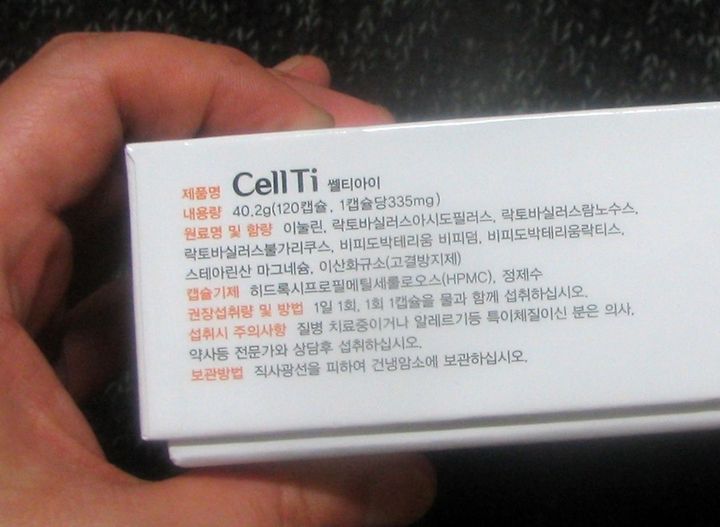 제품명 CellTi 쎌티아이
내용량 40.2g(120캡슐, 1캡슐당335mg)
원료명 및 함량 이눌린, 락토바실러스아시도필러스, 락토바실러스람노수스,
락토바실러스불가리쿠스, 비피도박테리움 비피덤, 비피도박테리움락티스,
스테아린산 마그네슘, 이산화규소(고결방지제)
캡슐기제 히드록시프로필메틸셀룰로오스(HPMC), 정제수
권장섭취량 및 방법 1일 1회, 1회 1캡슐을 물과 함께 섭취하십시오.
섭취시 주의사항 질병 치료중이거나 알레르기등 특이체질이신 분은 의사,
약사등 전문가와 상담후 섭취하십시오.
보관방법 직사광선을 피하여 건냉암소에 보관하십시오.